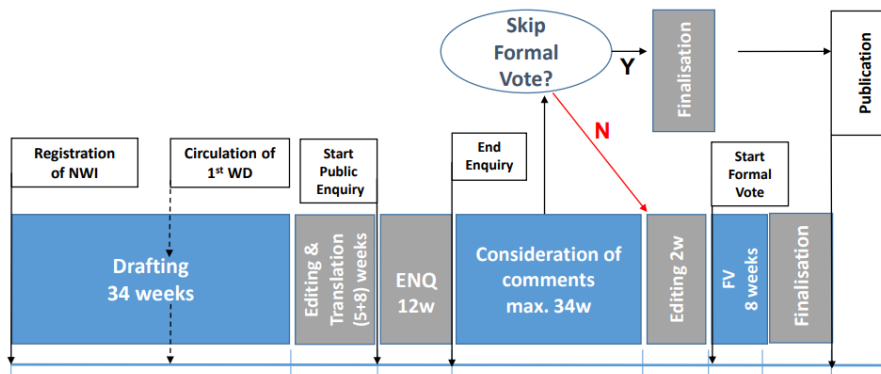 Skip
Formal
Vote?
Y
Finalisation
Publication
N
Registration
of NWI
Circulation of
1st WD
Start
Public
Enquiry
End
Enquiry
Start
Formal
Vote
Drafting
34 weeks
Editing &
Translation
(5+8) weeks
ENQ
12w
Consideration of
comments
max. 34w
Editing 2w
FV
8 weeks
Finalisation